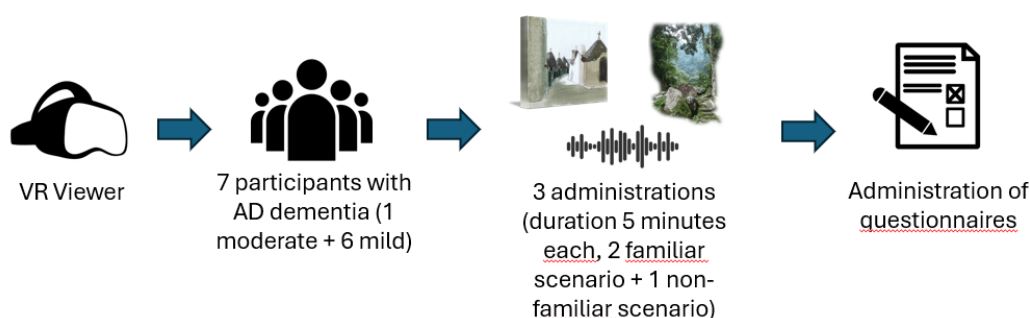 VR Viewer
7 participants with
AD dementia (1
moderate + 6 mild)
3 administrations
(duration 5 minutes
each, 2 familiar
scenario + 1 non-
familiar scenario)
Administration of
questionnaires